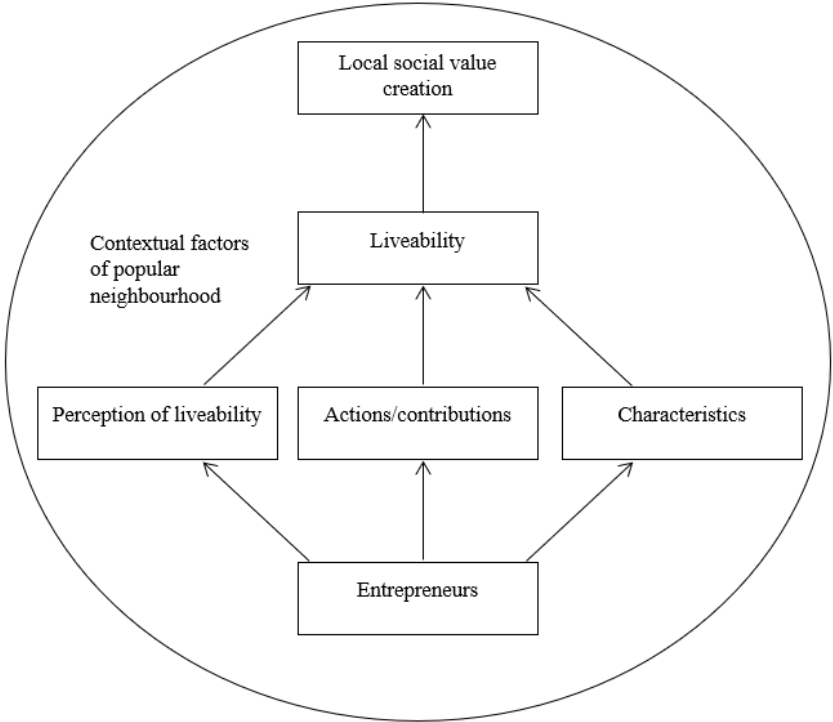 Local social value
creation
Liveability
Contextual factors
of popular
neighbourhood
Perception of liveability
Actions/contributions
Characteristics
Entrepreneurs